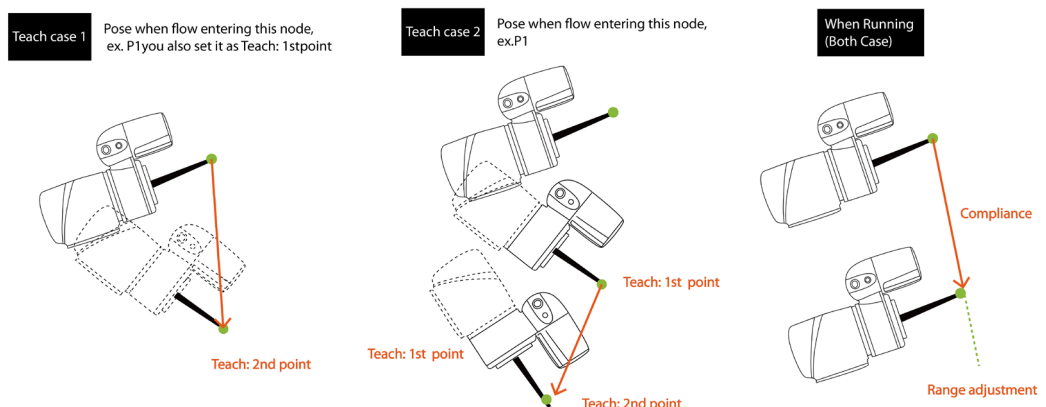 Teach case 1
Pose when flow entering this node,
ex. P1you also set it as Teach: 1stpoint
Teach: 2nd point
Teach case 2
Pose when flow entering this node,
ex.P1
Teach: 1st point
Teach: 1st point
Teach: 2nd point
When Running
(Both Case)
Compliance
Range adjustment